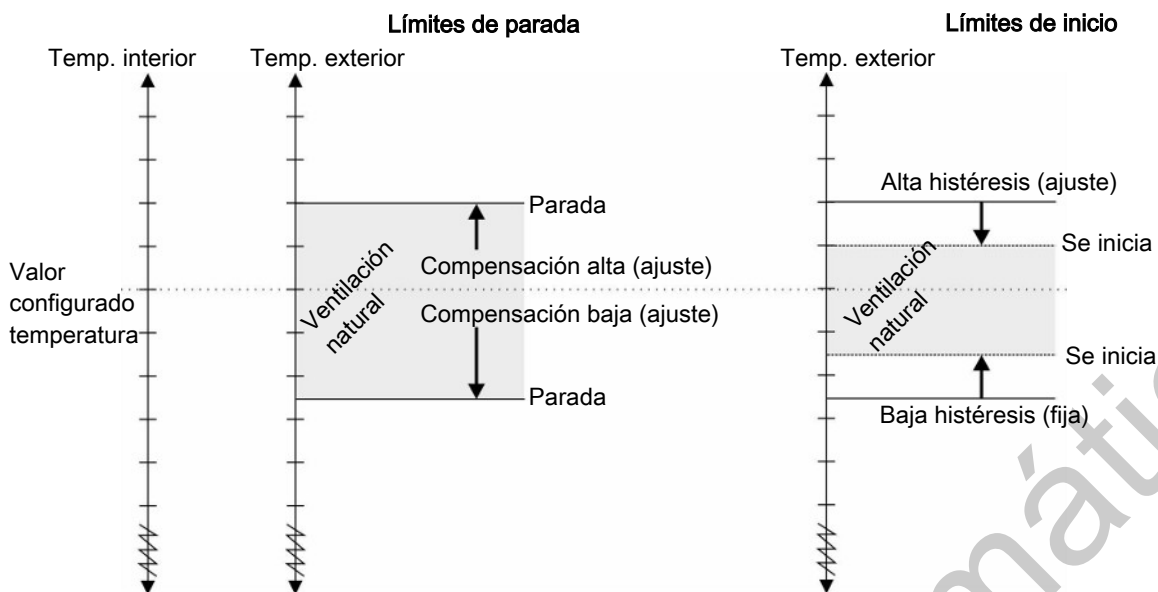 Límites de parada
Límites de inicio
Temp. interior
Temp. exterior
Temp. exterior
Alta histéresis (ajuste)
Parada
Se inicia
Ventilación
natural
Compensación alta (ajuste)
Ventilación
natural
Valor
configurado
temperatura
Compensación baja (ajuste)
Se inicia
Parada
Baja histéresis (fija)